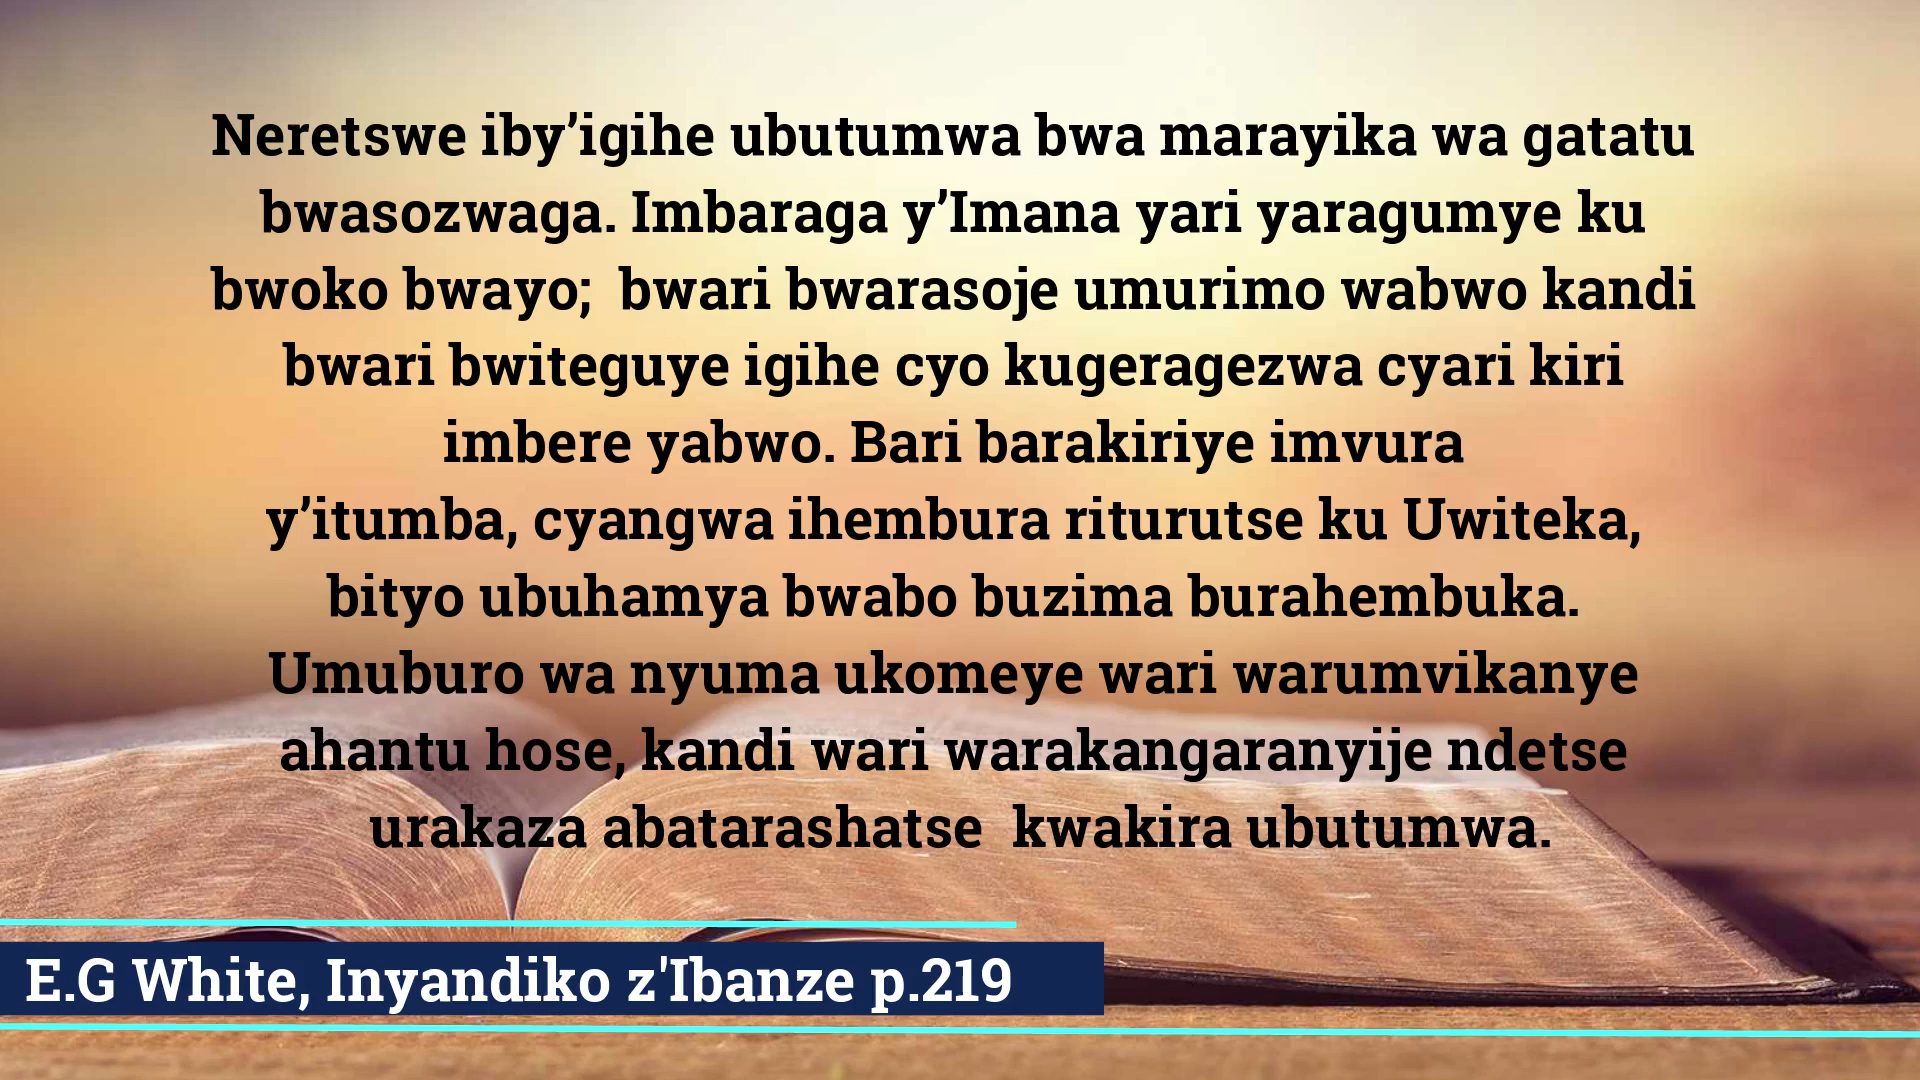 Neretswe iby’igihe ubutumwa bwa marayika wa gatatu
bwasozwaga. Imbaraga y’Imana yari yaragumye ku
bwoko bwayo;  bwari bwarasoje umurimo wabwo kandi
bwari bwiteguye igihe cyo kugeragezwa cyari kiri
imbere yabwo. Bari barakiriye imvura
y’itumba, cyangwa ihembura riturutse ku Uwiteka,
bityo ubuhamya bwabo buzima burahembuka.
Umuburo wa nyuma ukomeye wari warumvikanye
ahantu hose, kandi wari warakangaranyije ndetse
urakaza abatarashatse  kwakira ubutumwa.
E.G White, Inyandiko z'Ibanze p.219